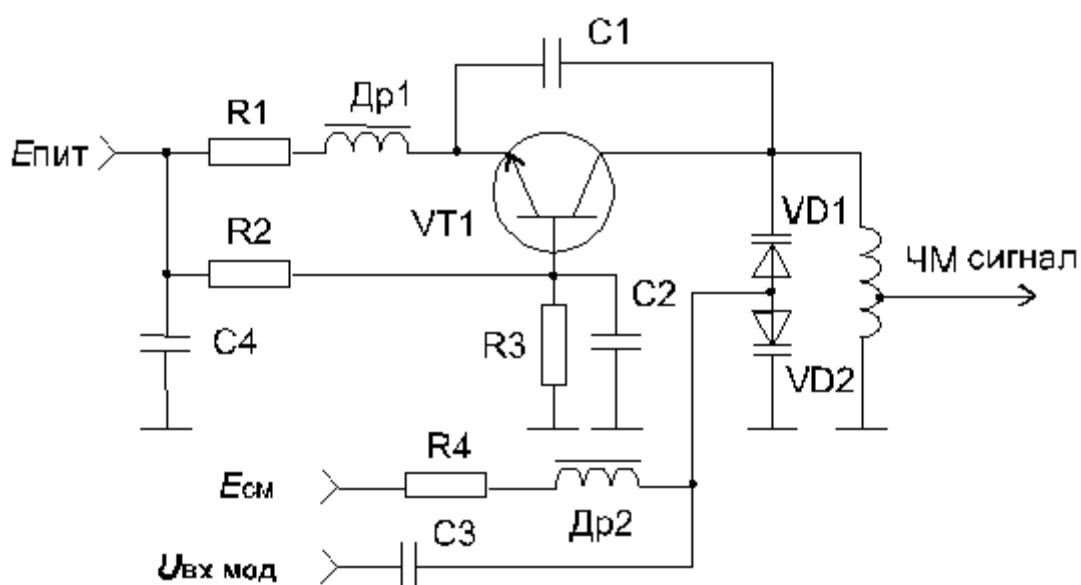 C1
Др1
R1
Eпит
VT1
VD1
R2
ЧМ сигнал
C2
C4
R3
VD2
R4
Eсм
Др2
C3
Uвх мод